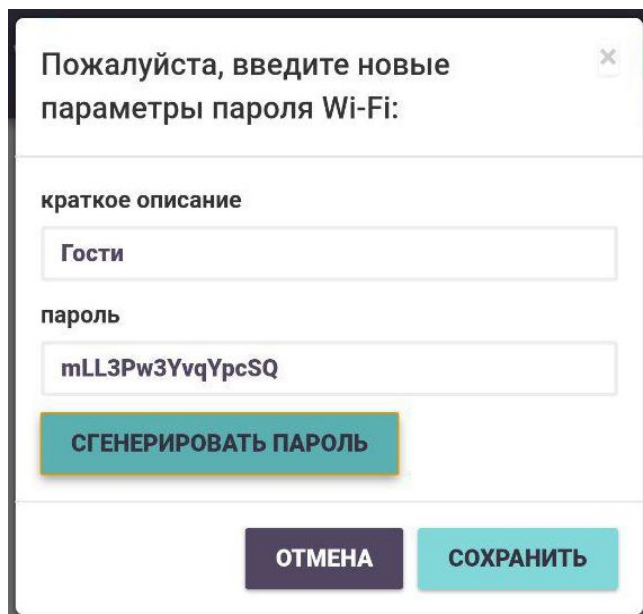 Пожалуйста, введите новые
параметры пароля Wi-Fi:
×
краткое описание
Гости
пароль
mLL3Pw3YvqYpcSQ
СГЕНЕРИРОВАТЬ ПАРОЛЬ
ОТМЕНА
СОХРАНИТЬ